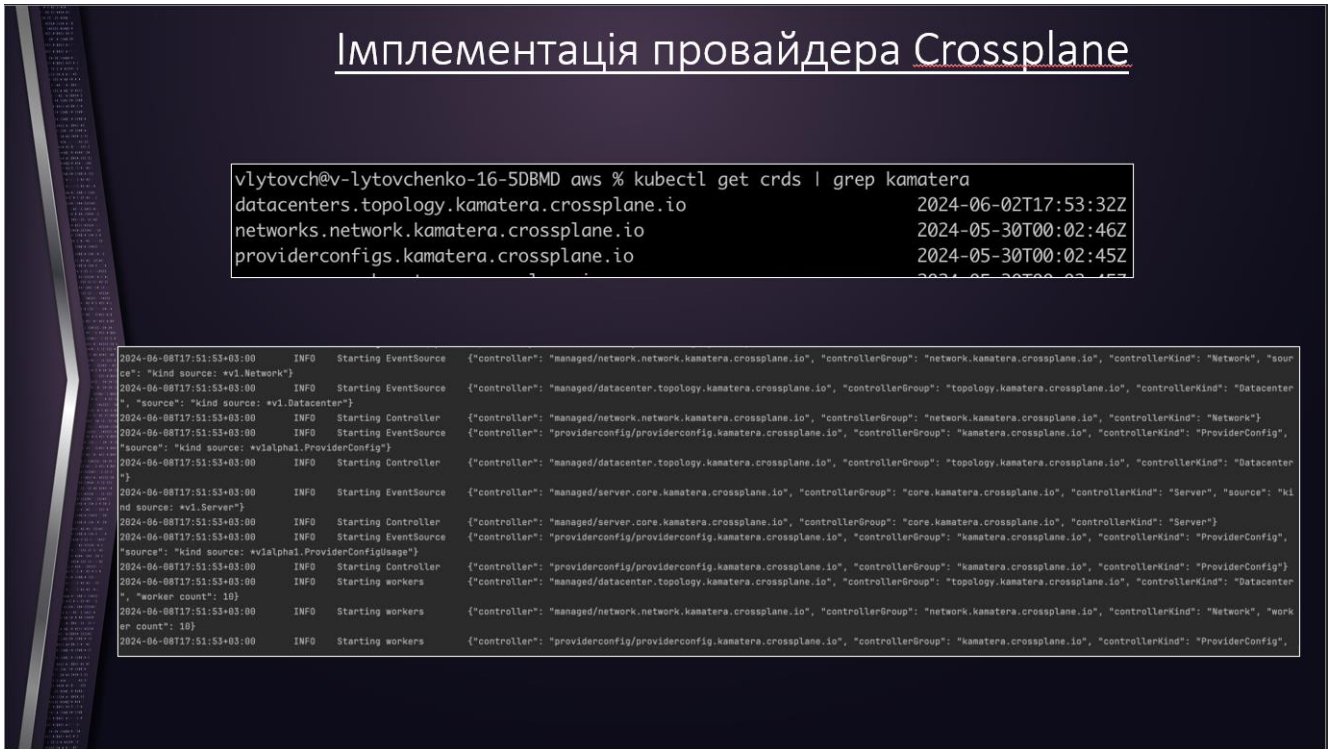 Імплементація провайдера Crossplane
vlytovch@v-lytovchenko-16-5DBMD aws % kubectl get crds | grep kamatera
datacenters.topology.kamatera.crossplane.io 2024-06-02T17:53:32Z
networks.network.kamatera.crossplane.io 2024-05-30T00:02:46Z
providerconfigs.kamatera.crossplane.io 2024-05-30T00:02:45Z
2024-06-08T17:51:53+03:00 INFO Starting EventSource {"controller": "managed/network.network.kamatera.crossplane.io", "controllerGroup": "network.kamatera.crossplane.io", "controllerKind": "Network", "sour
ce": "kind source: *v1.Network"}
2024-06-08T17:51:53+03:00 INFO Starting EventSource {"controller": "managed/datacenter.topology.kamatera.crossplane.io", "controllerGroup": "topology.kamatera.crossplane.io", "controllerKind": "Datacenter
", "source": "kind source: *v1.Datacenter"}
2024-06-08T17:51:53+03:00 INFO Starting Controller {"controller": "managed/network.network.kamatera.crossplane.io", "controllerGroup": "network.kamatera.crossplane.io", "controllerKind": "Network"}
2024-06-08T17:51:53+03:00 INFO Starting EventSource {"controller": "providerconfig/providerconfig.kamatera.crossplane.io", "controllerGroup": "kamatera.crossplane.io", "controllerKind": "ProviderConfig",
"source": "kind source: *v1alpha1.ProviderConfig"}
2024-06-08T17:51:53+03:00 INFO Starting Controller {"controller": "managed/datacenter.topology.kamatera.crossplane.io", "controllerGroup": "topology.kamatera.crossplane.io", "controllerKind": "Datacenter
"}
2024-06-08T17:51:53+03:00 INFO Starting EventSource {"controller": "managed/server.core.kamatera.crossplane.io", "controllerGroup": "core.kamatera.crossplane.io", "controllerKind": "Server", "source": "ki
nd source: *v1.Server"}
2024-06-08T17:51:53+03:00 INFO Starting Controller {"controller": "managed/server.core.kamatera.crossplane.io", "controllerGroup": "core.kamatera.crossplane.io", "controllerKind": "Server"}
2024-06-08T17:51:53+03:00 INFO Starting EventSource {"controller": "providerconfig/providerconfig.kamatera.crossplane.io", "controllerGroup": "kamatera.crossplane.io", "controllerKind": "ProviderConfig",
"source": "kind source: *v1alpha1.ProviderConfigUsage"}
2024-06-08T17:51:53+03:00 INFO Starting Controller {"controller": "providerconfig/providerconfig.kamatera.crossplane.io", "controllerGroup": "kamatera.crossplane.io", "controllerKind": "ProviderConfig"}
2024-06-08T17:51:53+03:00 INFO Starting workers {"controller": "managed/datacenter.topology.kamatera.crossplane.io", "controllerGroup": "topology.kamatera.crossplane.io", "controllerKind": "Datacenter
", "worker count": 10}
2024-06-08T17:51:53+03:00 INFO Starting workers {"controller": "managed/network.network.kamatera.crossplane.io", "controllerGroup": "network.kamatera.crossplane.io", "controllerKind": "Network", "work
er count": 10}
2024-06-08T17:51:53+03:00 INFO Starting workers {"controller": "providerconfig/providerconfig.kamatera.crossplane.io", "controllerGroup": "kamatera.crossplane.io", "controllerKind": "ProviderConfig",